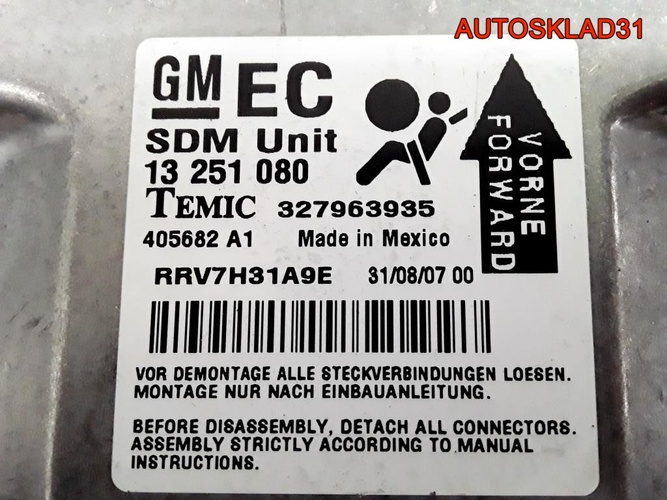 AUTOSKLAD31
GM EC
SDM Unit
13 251 080
TEMIC 327963935
405682 A1 Made in Mexico
RRV7H31A9E 31/08/07 00
VORNE
FORWARD
VOR DEMONTAGE ALLE STECKVERBINDUNGEN LOESEN.
MONTAGE NUR NACH EINBAUANLEITUNG.
BEFORE DISASSEMBLY, DETACH ALL CONNECTORS.
ASSEMBLY STRICTLY ACCORDING TO MANUAL
INSTRUCTIONS.